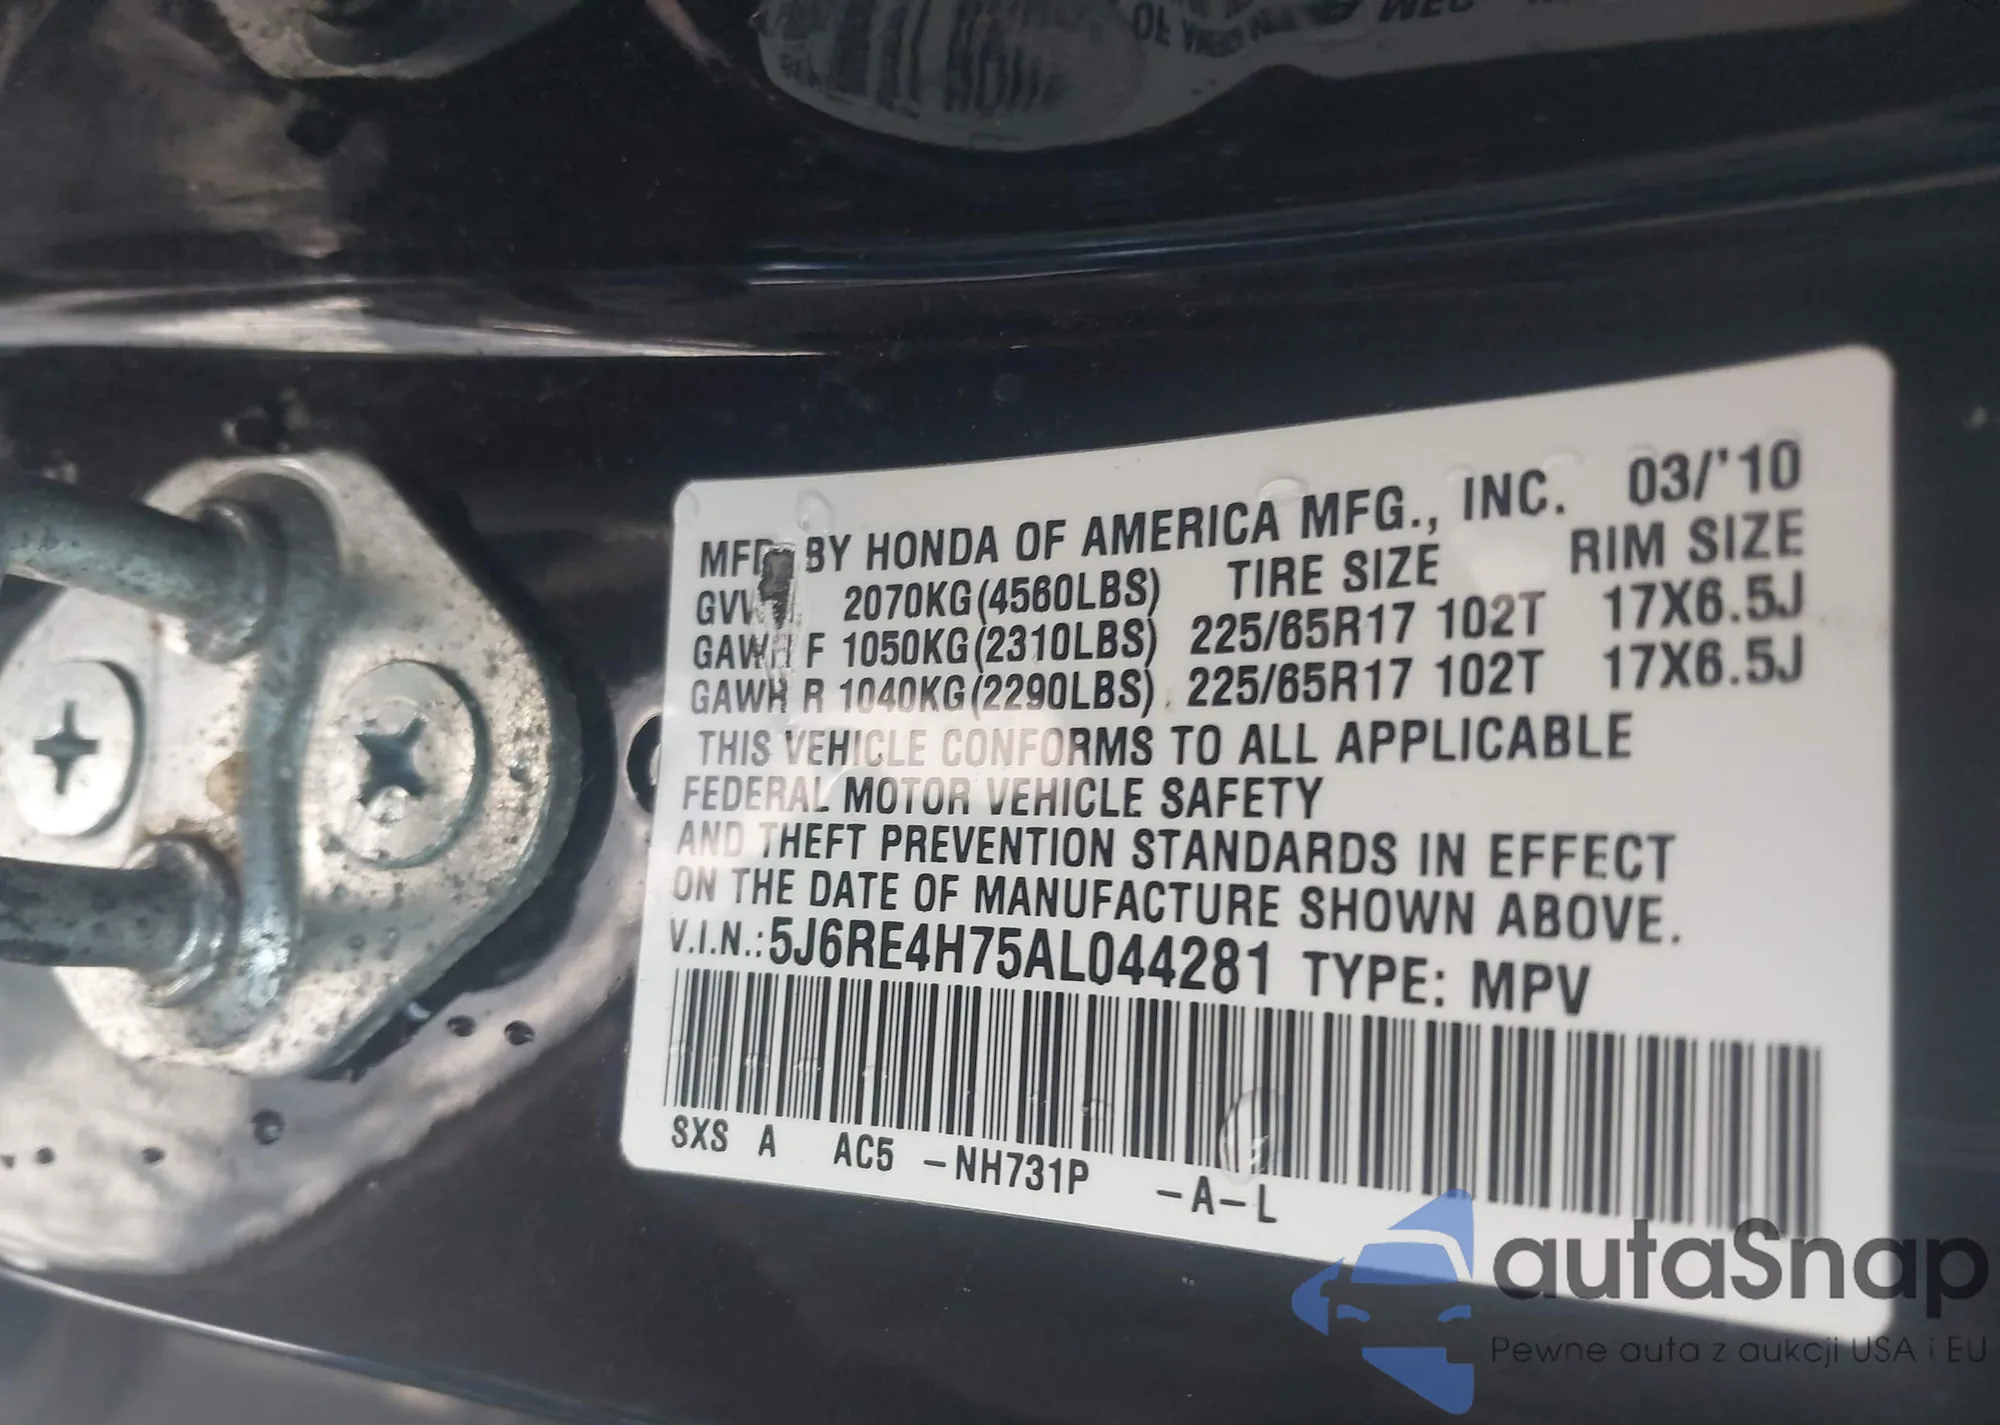 MFD. BY HONDA OF AMERICA MFG., INC. 03/'10
GVWR 2070KG(4560LBS) TIRE SIZE RIM SIZE
GAWR F 1050KG(2310LBS) 225/65R17 102T 17X6.5J
GAWR R 1040KG(2290LBS) 225/65R17 102T 17X6.5J
THIS VEHICLE CONFORMS TO ALL APPLICABLE
FEDERAL MOTOR VEHICLE SAFETY
AND THEFT PREVENTION STANDARDS IN EFFECT
ON THE DATE OF MANUFACTURE SHOWN ABOVE.
V.I.N.: 5J6RE4H75AL044281 TYPE: MPV
SXS A AC5 -NH731P -A-L
autaSnap
Pewne auta z aukcji USA i EU